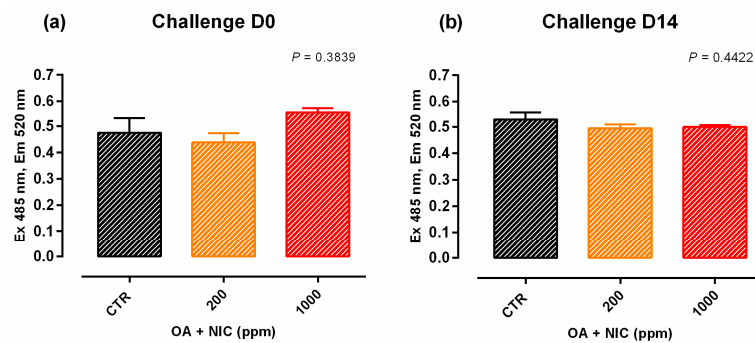 (a) Challenge D0
P = 0.3839
Ex 485 nm, Em 520 nm
0.7
0.6
0.5
0.4
0.3
0.2
0.1
0.0
CTR 200 1000
OA + NIC (ppm)
(b) Challenge D14
P = 0.4422
Ex 485 nm, Em 520 nm
0.7
0.6
0.5
0.4
0.3
0.2
0.1
0.0
CTR 200 1000
OA + NIC (ppm)